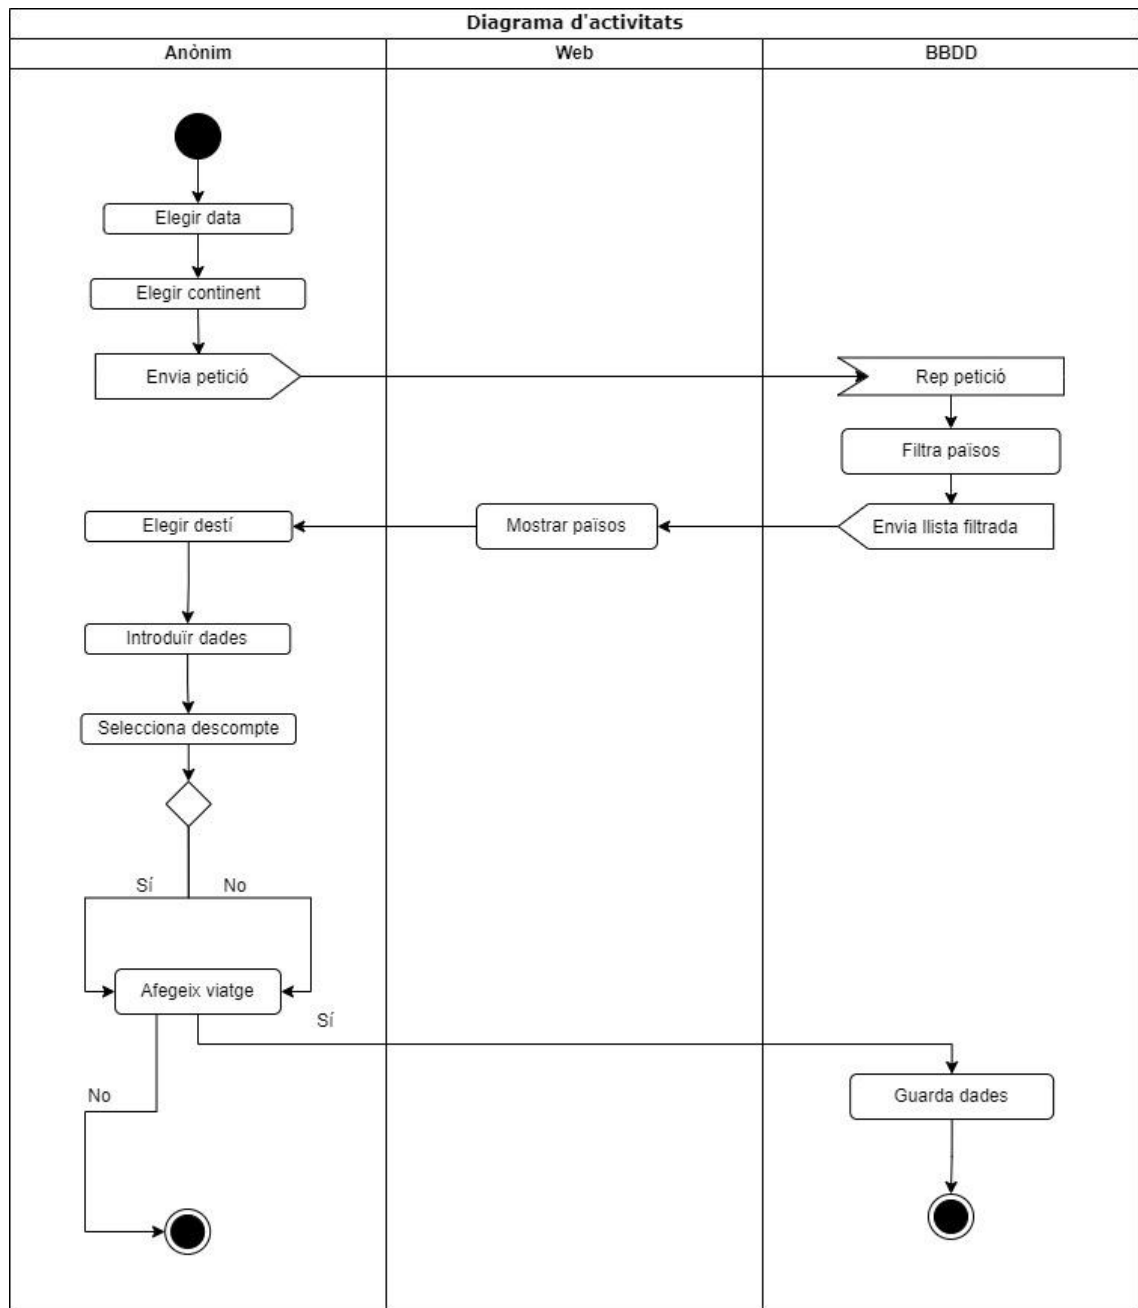 Diagrama d'activitats
Anònim
Web
BBDD
Elegir data
Elegir continent
Envia petició
Rep petició
Filtra països
Elegir destí
Mostrar països
Envia llista filtrada
Introduïr dades
Selecciona descompte
Sí
No
Afegeix viatge
Sí
No
Guarda dades